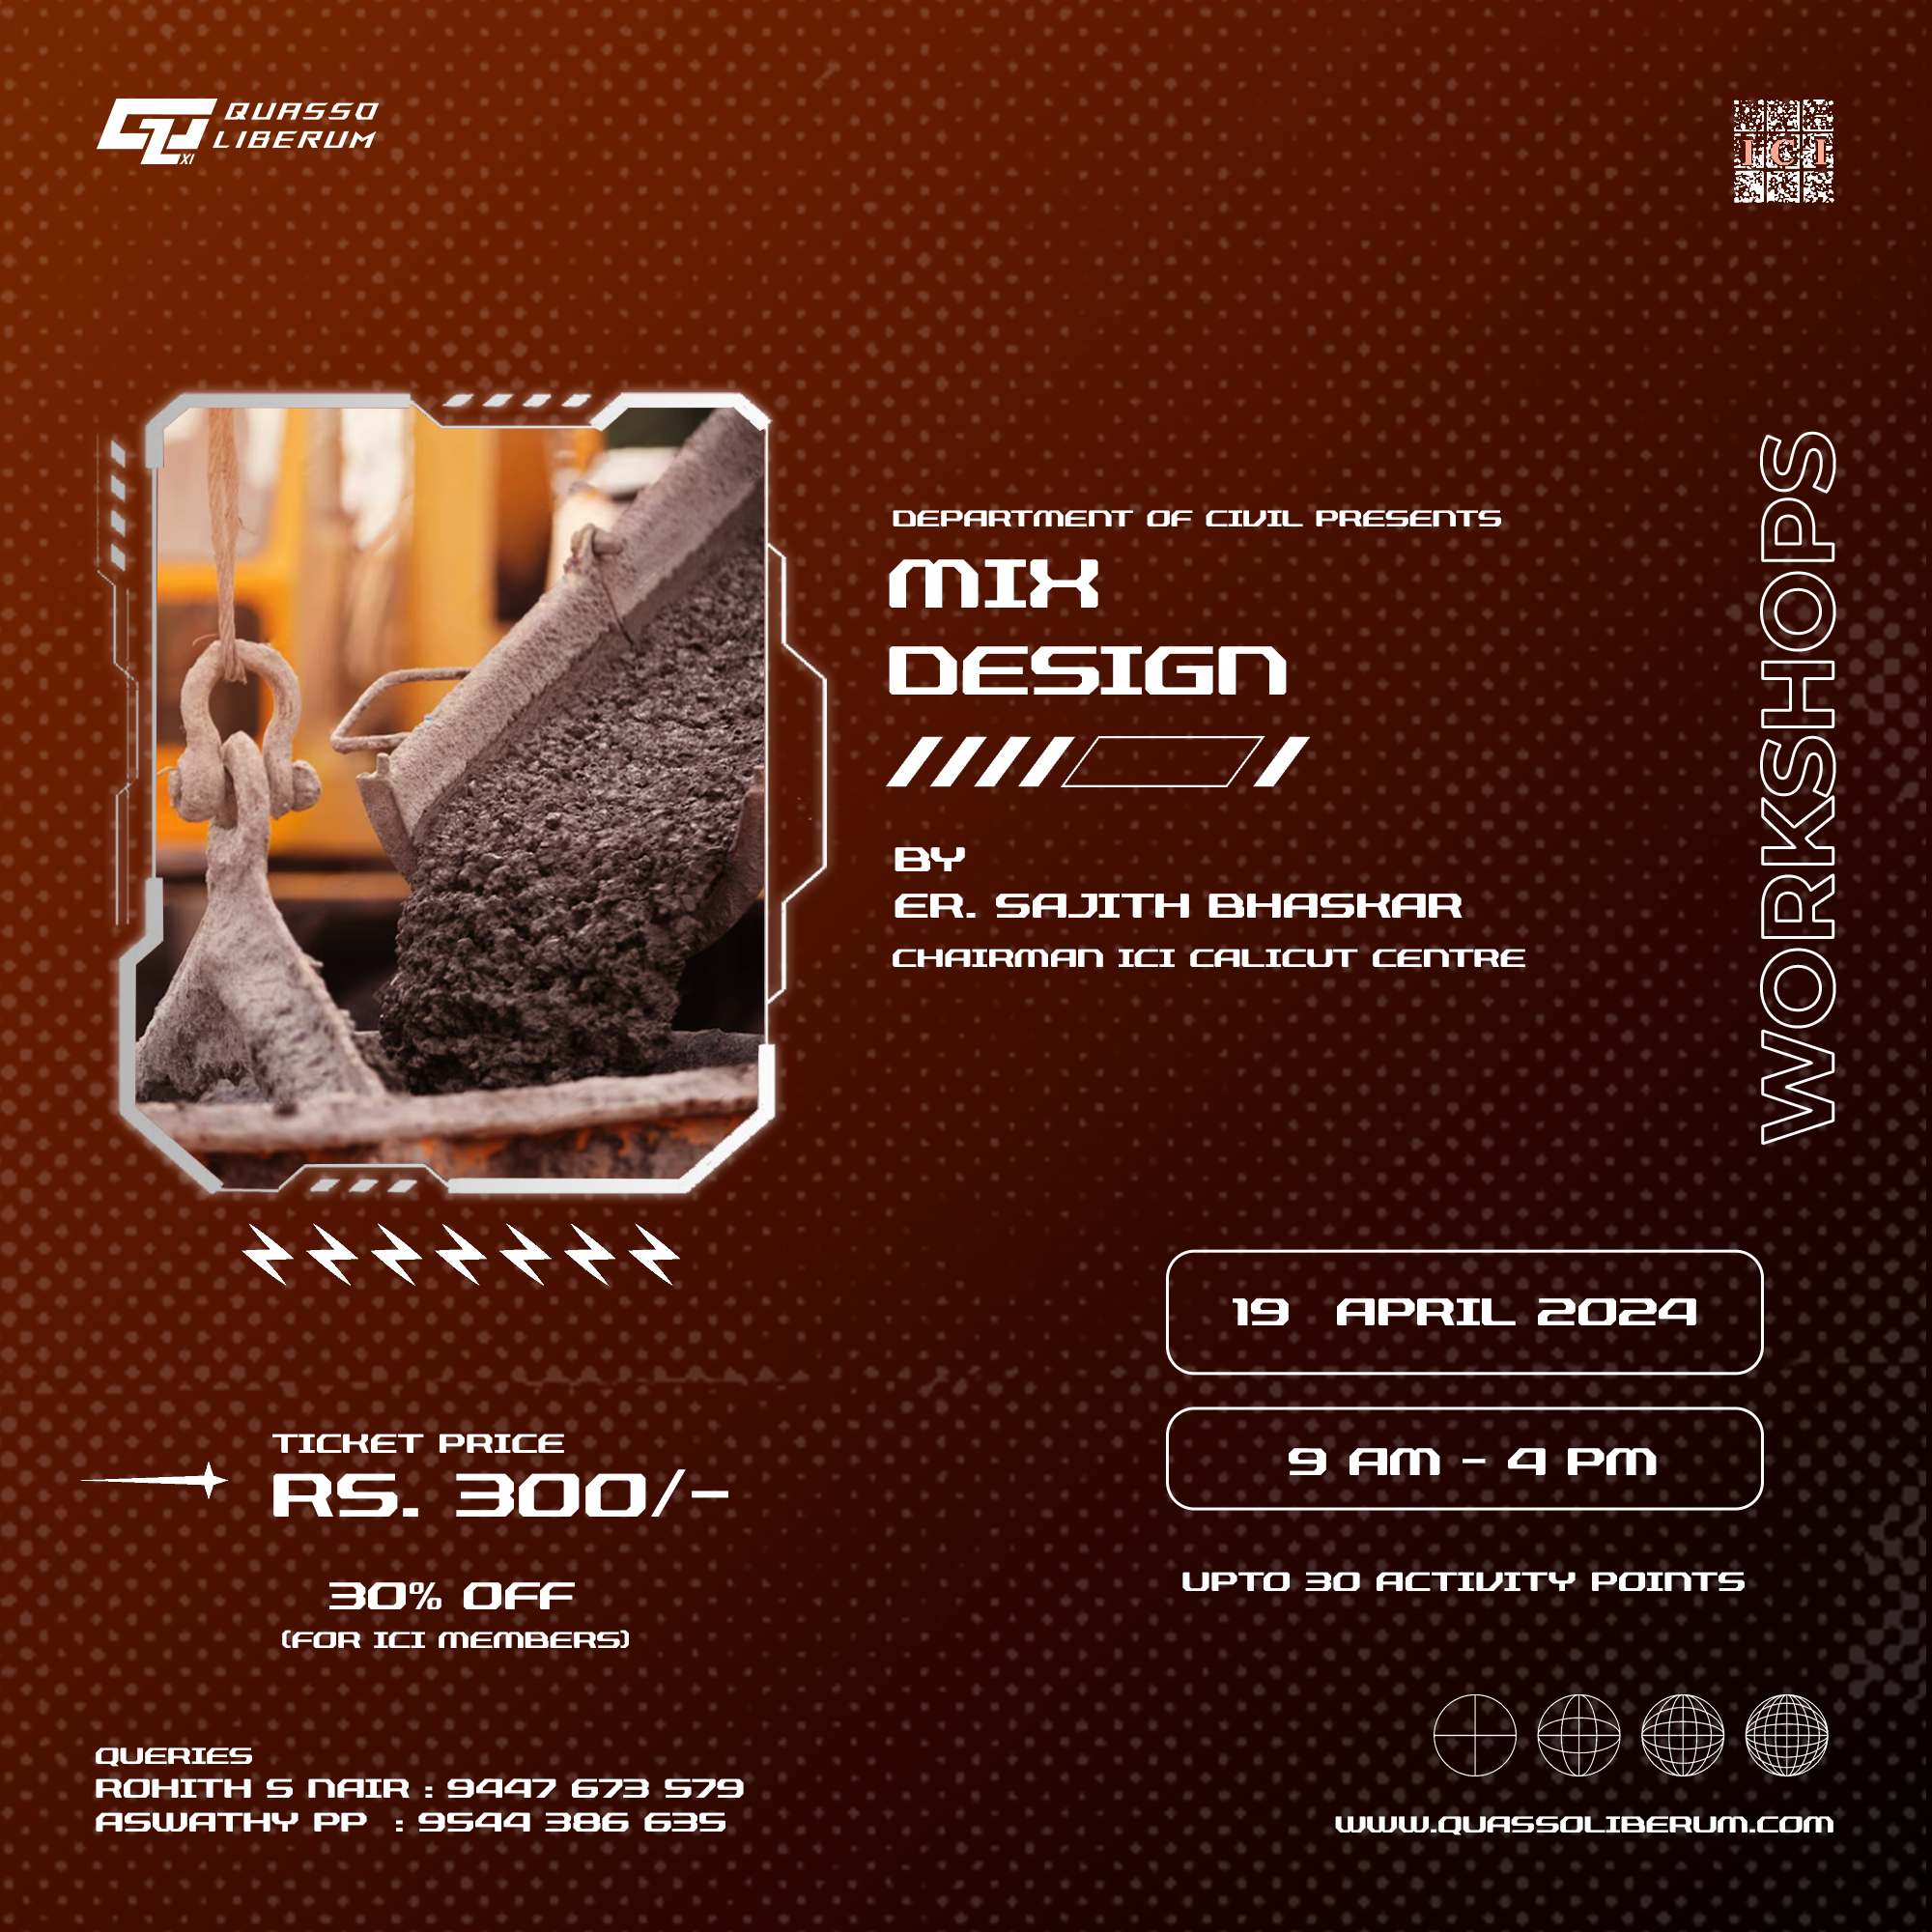 QUASSO
LIBERUM
XI
ICI
DEPARTMENT OF CIVIL PRESENTS
MIX
DESIGN
BY
ER. SAJITH BHASKAR
CHAIRMAN ICI CALICUT CENTRE
WORKSHOPS
19 APRIL 2024
9 AM - 4 PM
UPTO 30 ACTIVITY POINTS
TICKET PRICE
RS. 300/-
30% OFF
(FOR ICI MEMBERS)
QUERIES
ROHITH S NAIR : 9447 673 579
ASWATHY PP : 9544 386 635
WWW.QUASSOLIBERUM.COM